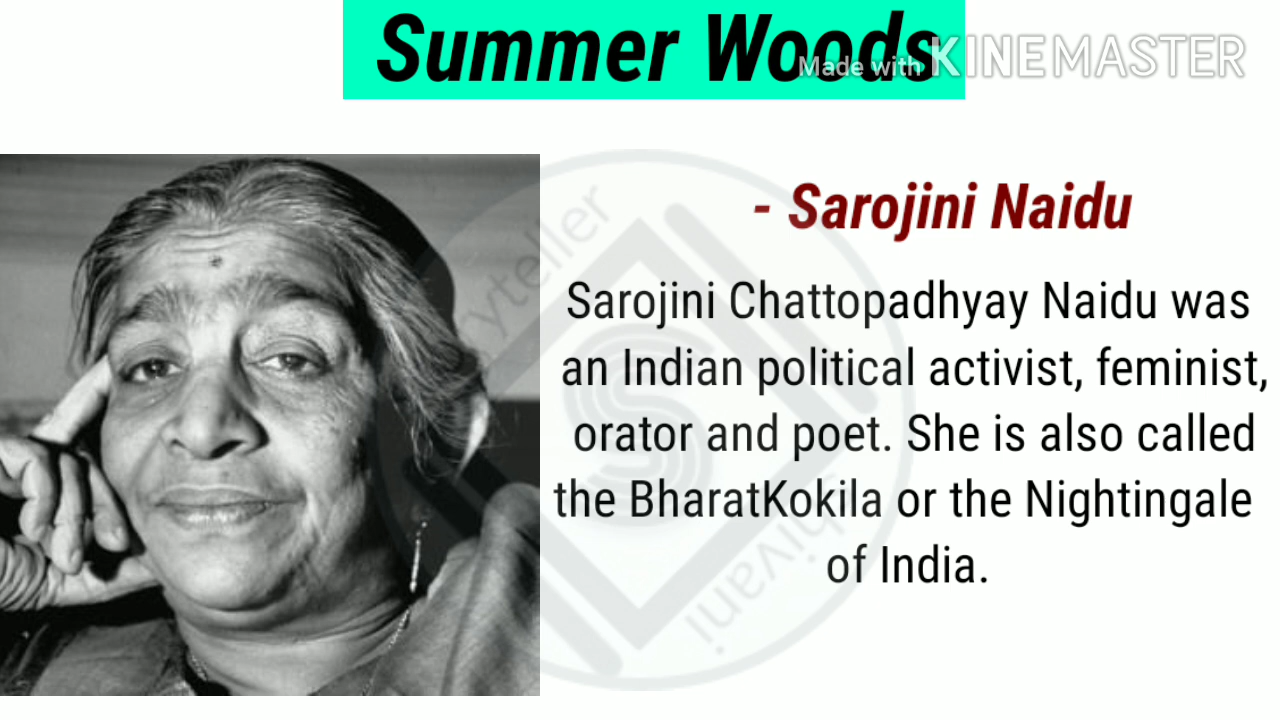 Summer Woods
Made with KINEMASTER
- Sarojini Naidu
Sarojini Chattopadhyay Naidu was
an Indian political activist, feminist,
orator and poet. She is also called
the BharatKokila or the Nightingale
of India.
hivani